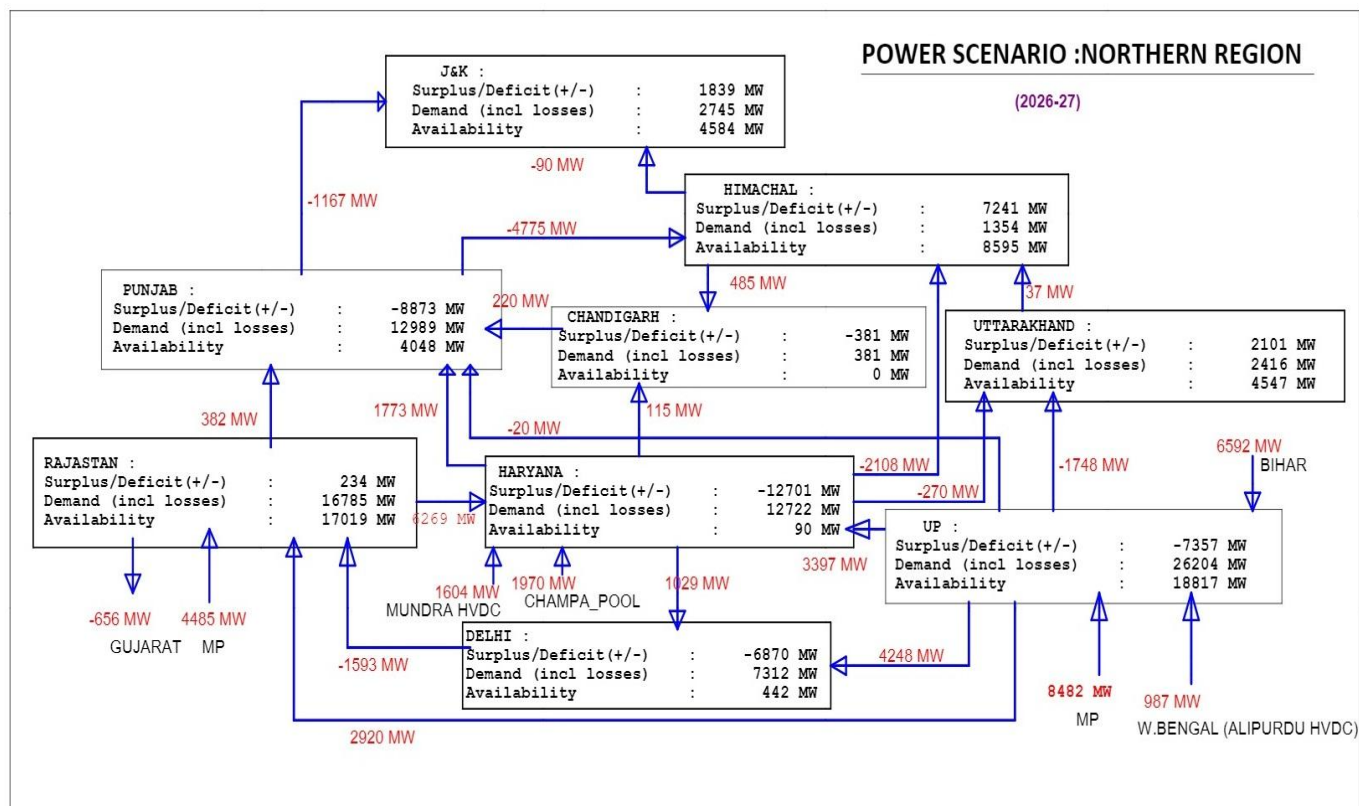 POWER SCENARIO :NORTHERN REGION
(2026-27)
J&K :
Surplus/Deficit(+/-) : 1839 MW
Demand (incl losses) : 2745 MW
Availability : 4584 MW
-90 MW
-1167 MW
HIMACHAL :
Surplus/Deficit(+/-) : 7241 MW
Demand (incl losses) : 1354 MW
Availability : 8595 MW
-4775 MW
485 MW
37 MW
PUNJAB :
Surplus/Deficit(+/-) : -8873 MW
Demand (incl losses) : 12989 MW
Availability : 4048 MW
220 MW
CHANDIGARH :
Surplus/Deficit(+/-) : -381 MW
Demand (incl losses) : 381 MW
Availability : 0 MW
UTTARAKHAND :
Surplus/Deficit(+/-) : 2101 MW
Demand (incl losses) : 2416 MW
Availability : 4547 MW
382 MW
1773 MW
115 MW
-20 MW
RAJASTAN :
Surplus/Deficit(+/-) : 234 MW
Demand (incl losses) : 16785 MW
Availability : 17019 MW
6269 MW
HARYANA :
Surplus/Deficit(+/-) : -12701 MW
Demand (incl losses) : 12722 MW
Availability : 90 MW
-2108 MW
-270 MW
-1748 MW
6592 MW
BIHAR
UP :
Surplus/Deficit(+/-) : -7357 MW
Demand (incl losses) : 26204 MW
Availability : 18817 MW
3397 MW
1604 MW
MUNDRA HVDC
1970 MW
CHAMPA_POOL
1029 MW
-656 MW
GUJARAT
4485 MW
MP
-1593 MW
DELHI :
Surplus/Deficit(+/-) : -6870 MW
Demand (incl losses) : 7312 MW
Availability : 442 MW
4248 MW
8482 MW
MP
987 MW
W.BENGAL (ALIPURDU HVDC)
2920 MW